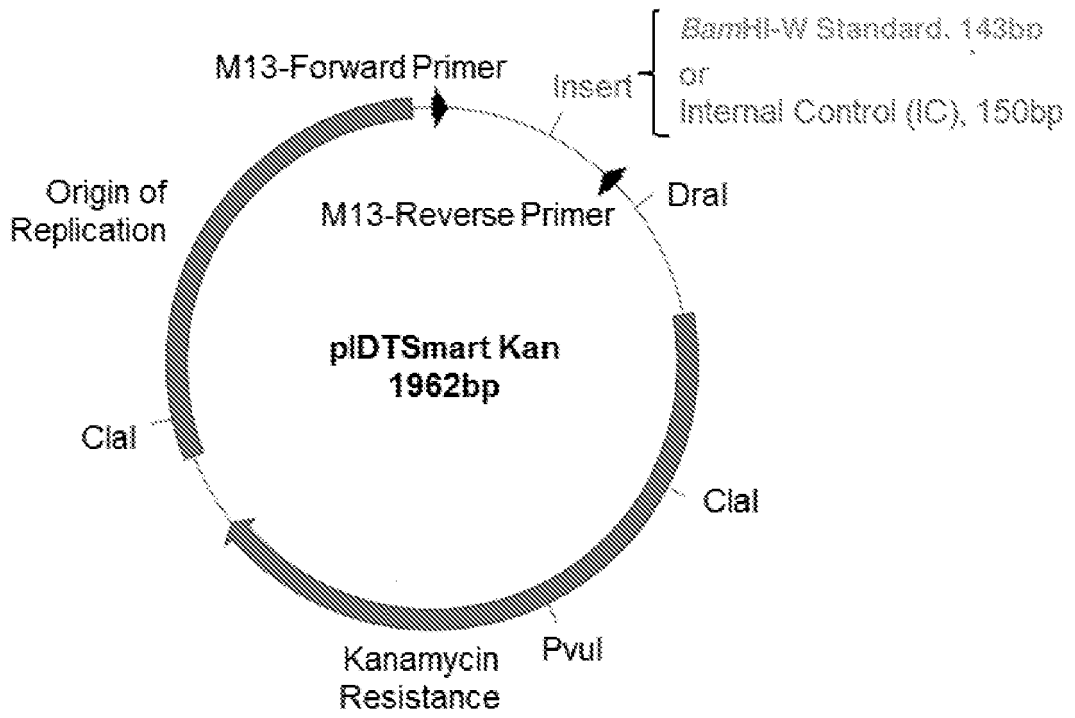 BamHI-W Standard, 143bp
M13-Forward Primer
Insert
or
Internal Control (IC), 150bp
Origin of
Replication
M13-Reverse Primer
DraI
pIDTSmart Kan
1962bp
ClaI
ClaI
PvuI
Kanamycin
Resistance